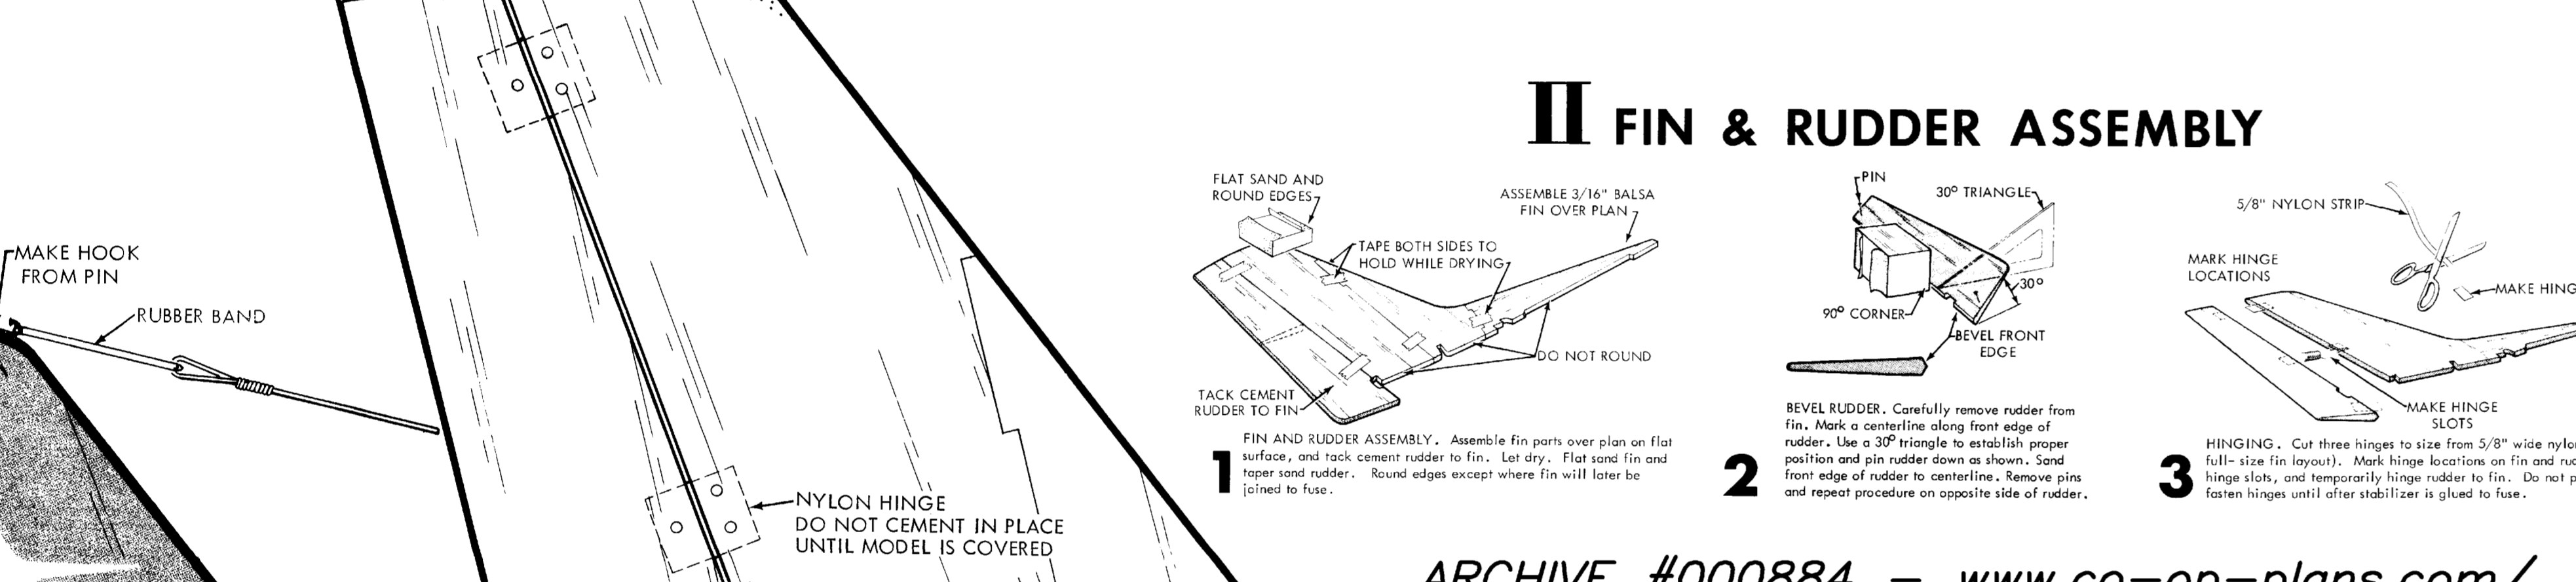 MAKE HOOK
FROM PIN
RUBBER BAND
NYLON HINGE
DO NOT CEMENT IN PLACE
UNTIL MODEL IS COVERED
II FIN & RUDDER ASSEMBLY
FLAT SAND AND
ROUND EDGES
ASSEMBLE 3/16" BALSA
FIN OVER PLAN
TAPE BOTH SIDES TO
HOLD WHILE DRYING
DO NOT ROUND
TACK CEMENT
RUDDER TO FIN
1
FIN AND RUDDER ASSEMBLY. Assemble fin parts over plan on flat
surface, and tack cement rudder to fin. Let dry. Flat sand fin and
taper sand rudder. Round edges except where fin will later be
joined to fuse.
PIN
30° TRIANGLE
30°
90° CORNER
BEVEL FRONT
EDGE
2
BEVEL RUDDER. Carefully remove rudder from
fin. Mark a centerline along front edge of
rudder. Use a 30° triangle to establish proper
position and pin rudder down as shown. Sand
front edge of rudder to centerline. Remove pins
and repeat procedure on opposite side of rudder.
5/8" NYLON STRIP
MARK HINGE
LOCATIONS
MAKE HING
MAKE HINGE
SLOTS
3
HINGING. Cut three hinges to size from 5/8" wide nylo
full- size fin layout). Mark hinge locations on fin and ru
hinge slots, and temporarily hinge rudder to fin. Do not p
fasten hinges until after stabilizer is glued to fuse.
ARCHIVE #000884 - www.co-op-plans.com/